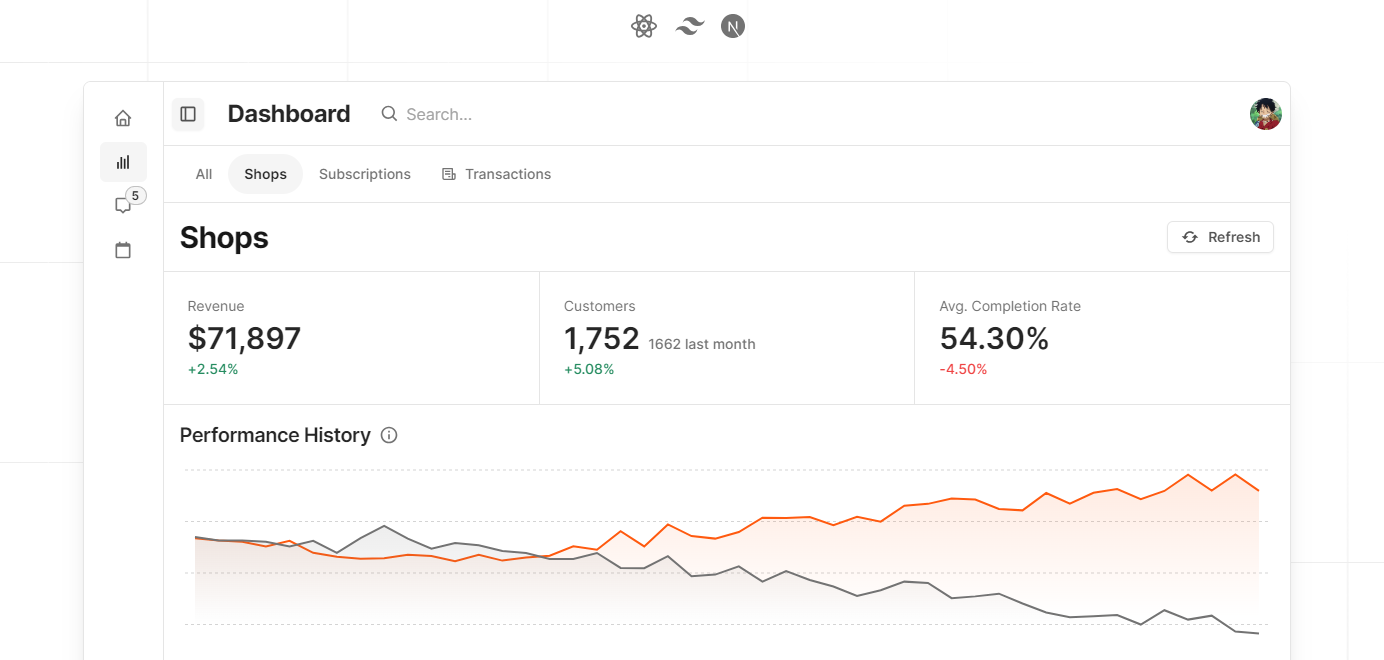 N
Dashboard
Search...
All
Shops
Subscriptions
Transactions
5
Shops
Refresh
Revenue
$71,897
+2.54%
Customers
1,752 1662 last month
+5.08%
Avg. Completion Rate
54.30%
-4.50%
Performance History